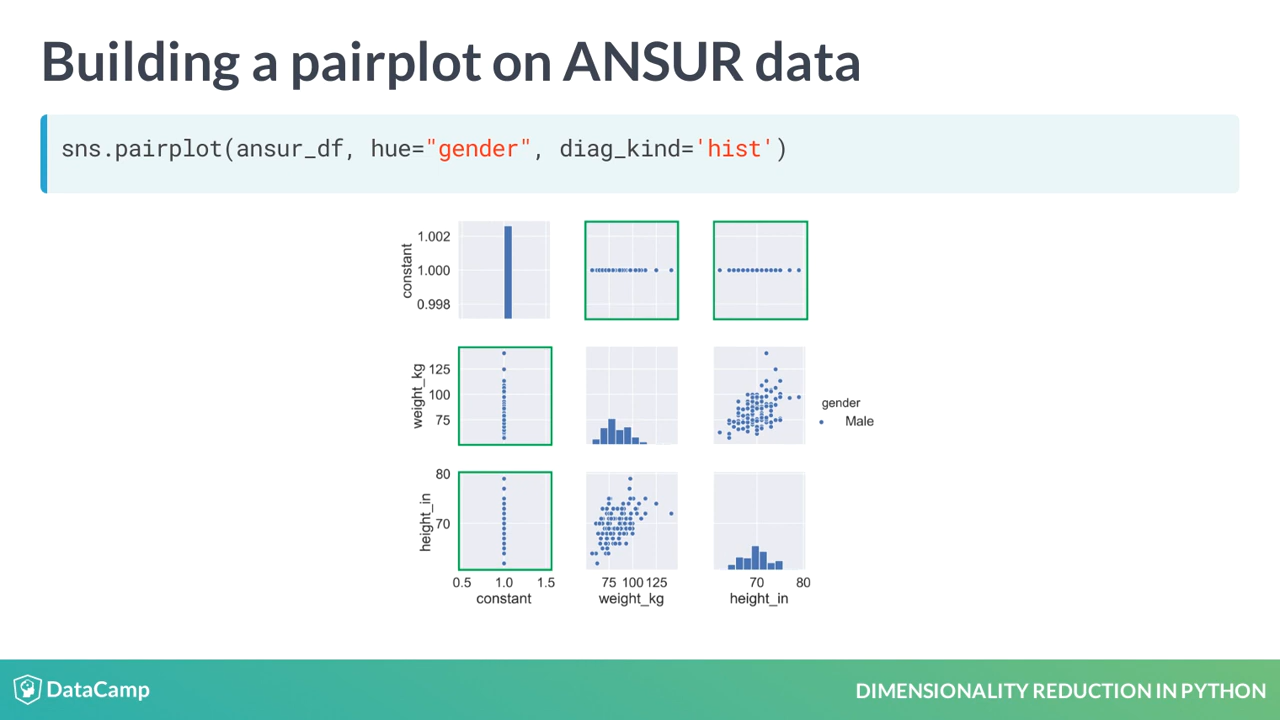 Building a pairplot on ANSUR data
sns.pairplot(ansur_df, hue="gender", diag_kind='hist')
constant
1.002
1.000
0.998
weight_kg
125
100
75
gender
Male
height_in
80
70
0.5 1.0 1.5
75 100 125
70 80
constant
weight_kg
height_in
DataCamp
DIMENSIONALITY REDUCTION IN PYTHON